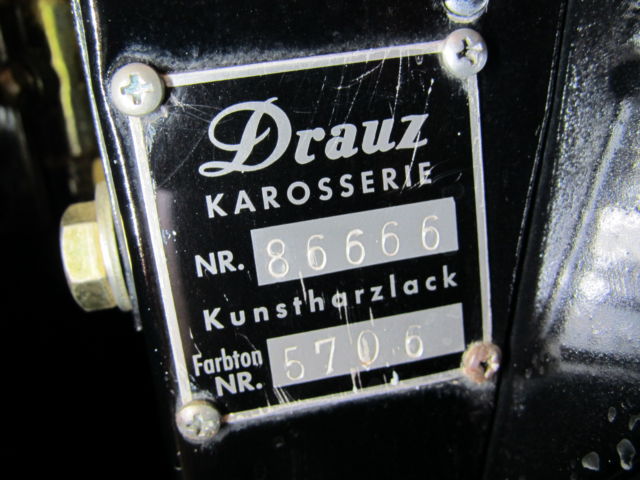 Drauz
KAROSSERIE
NR. 86666
Kunstharzlack
Farbton
NR. 5706